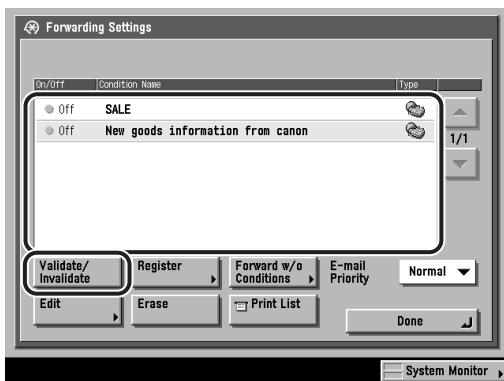 Forwarding Settings
On/Off Condition Name Type
Off SALE
Off New goods information from canon
1/1
Validate/
Invalidate
Register
Forward w/o
Conditions
E-mail
Priority
Normal
Edit
Erase
Print List
Done
System Monitor